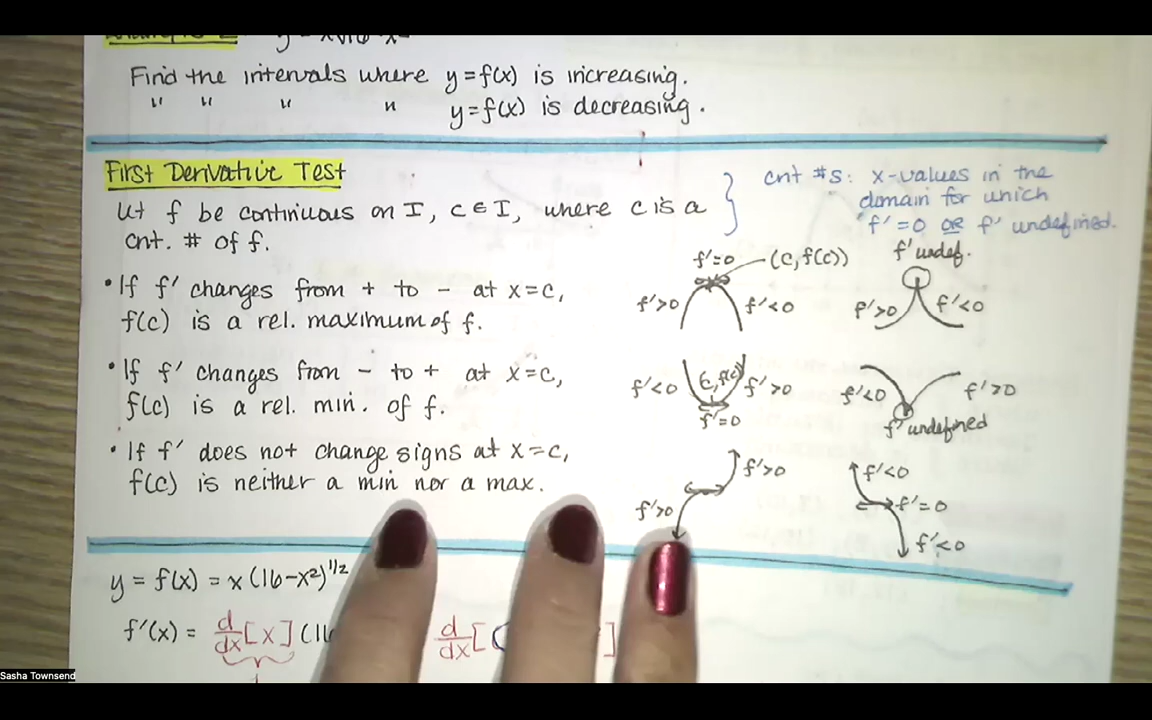 Find the intervals where y=f(x) is increasing.
" " " " y=f(x) is decreasing.
First Derivative Test
Let f be continuous on I, c ∈ I, where c is a
crit. # of f.
crit #s: x-values in the
domain for which
f'=0 OR f' undefined.
• If f' changes from + to - at x=c,
f(c) is a rel. maximum of f.
f'=0 (c, f(c))
f'>0 f'<0
f' undef.
f'>0 f'<0
• If f' changes from - to + at x=c,
f(c) is a rel. min. of f.
f'<0 (c, f(c)) f'>0
f'=0
f'<0 f'>0
f' undefined
• If f' does not change signs at x=c,
f(c) is neither a min nor a max.
f'>0
f'>0
f'<0
f'=0
f'<0
y = f(x) = x(16-x²)^1/2
f'(x) = d/dx [x] (16 d/dx [( ]
Sasha Townsend